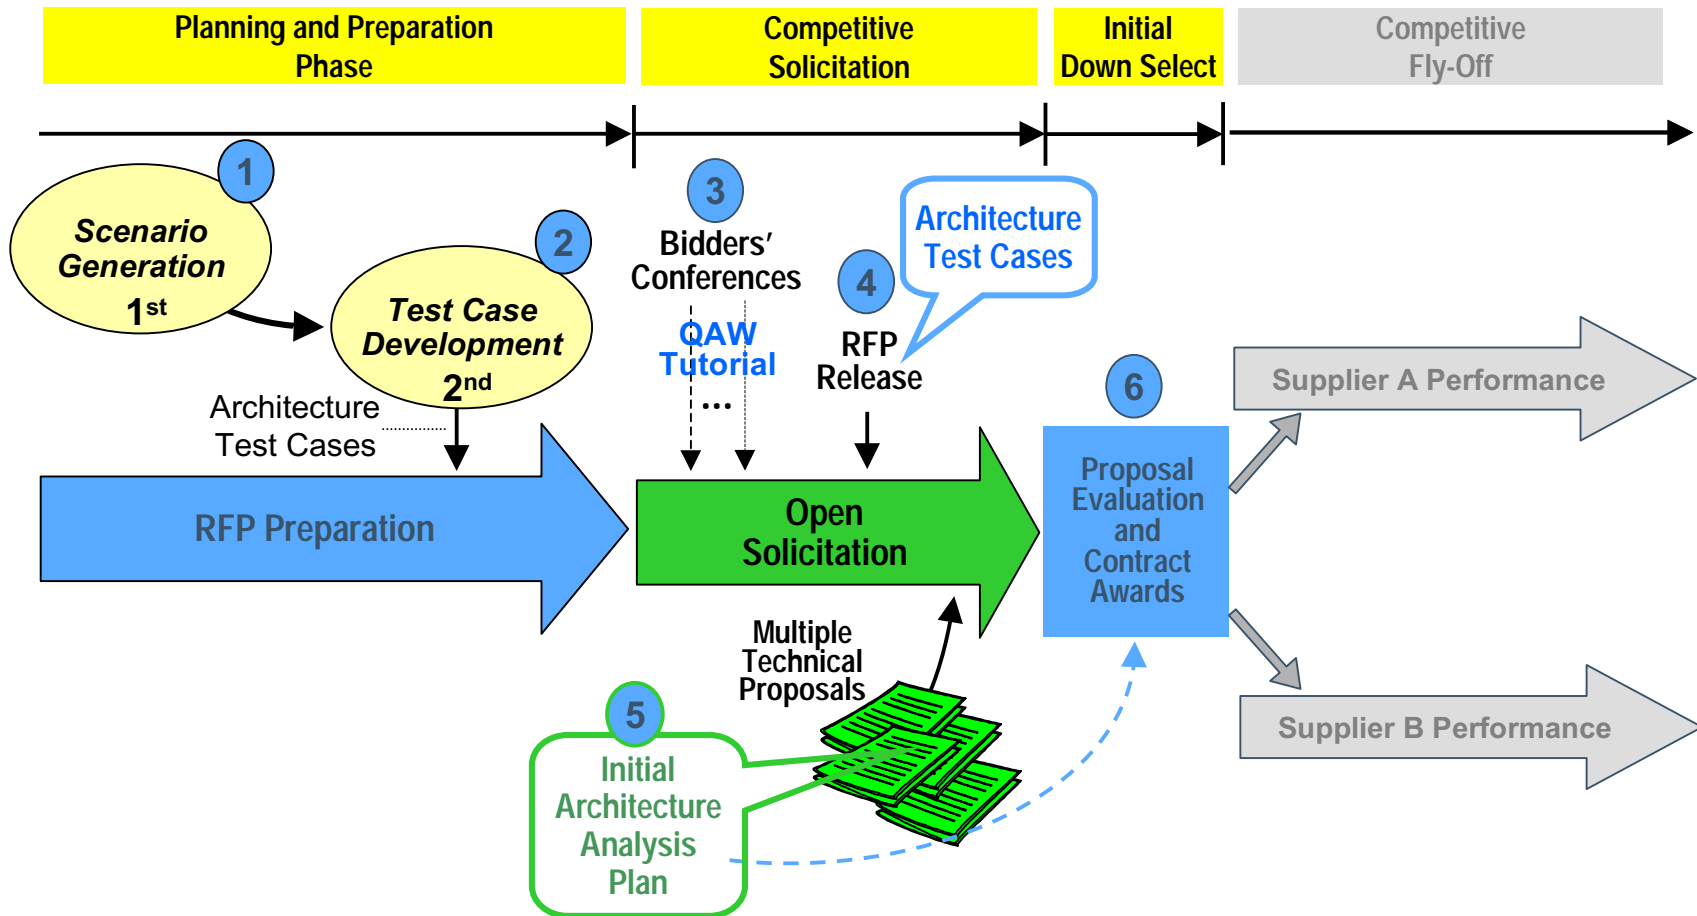 Planning and Preparation
Phase
Competitive
Solicitation
Initial
Down Select
Competitive
Fly-Off
1
Scenario
Generation
1st
2
Test Case
Development
2nd
Architecture
Test Cases
RFP Preparation
3
Bidders’
Conferences
QAW
Tutorial
...
4
RFP
Release
Architecture
Test Cases
Open
Solicitation
Multiple
Technical
Proposals
5
Initial
Architecture
Analysis
Plan
6
Proposal
Evaluation
and
Contract
Awards
Supplier A Performance
Supplier B Performance